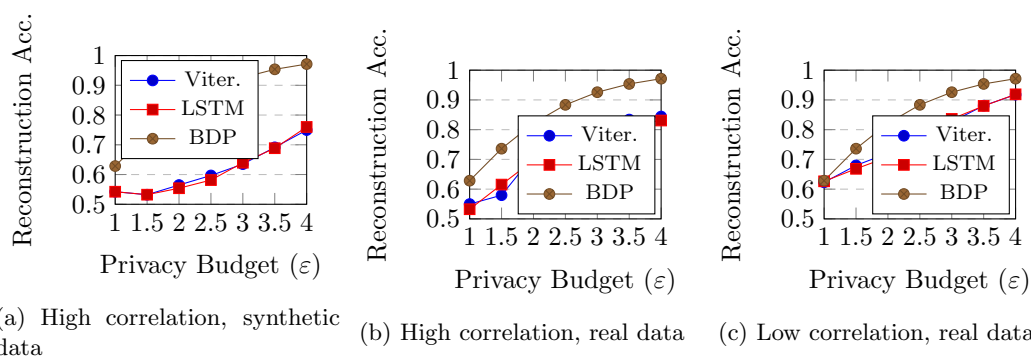 Reconstruction Acc.
1
0.9
0.8
0.7
0.6
0.5
1 1.5 2 2.5 3 3.5 4
Viter.
LSTM
BDP
Privacy Budget (ε)
(a) High correlation, synthetic
data
Reconstruction Acc.
1
0.9
0.8
0.7
0.6
0.5
1 1.5 2 2.5 3 3.5 4
Viter.
LSTM
BDP
Privacy Budget (ε)
(b) High correlation, real data
Reconstruction Acc.
1
0.9
0.8
0.7
0.6
0.5
1 1.5 2 2.5 3 3.5 4
Viter.
LSTM
BDP
Privacy Budget (ε)
(c) Low correlation, real data